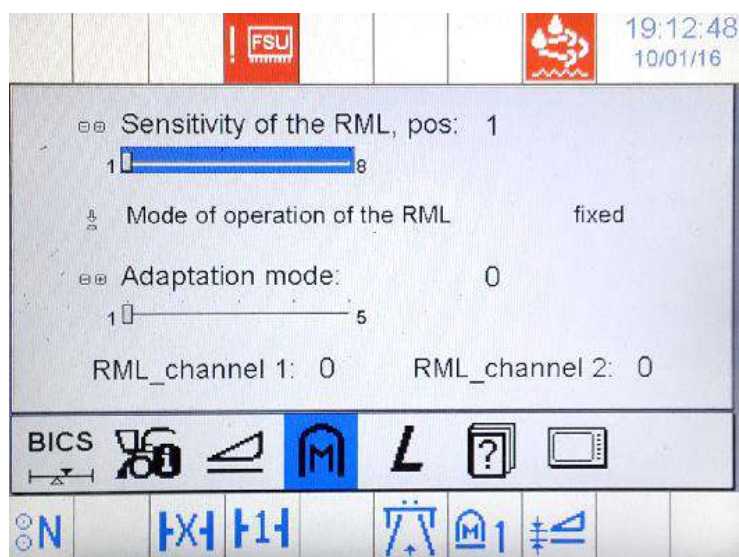 ! FSU
19:12:48
10/01/16
Sensitivity of the RML, pos: 1
1 8
Mode of operation of the RML fixed
Adaptation mode: 0
1 5
RML_channel 1: 0 RML_channel 2: 0
BICS M L ?
N X 1 M 1